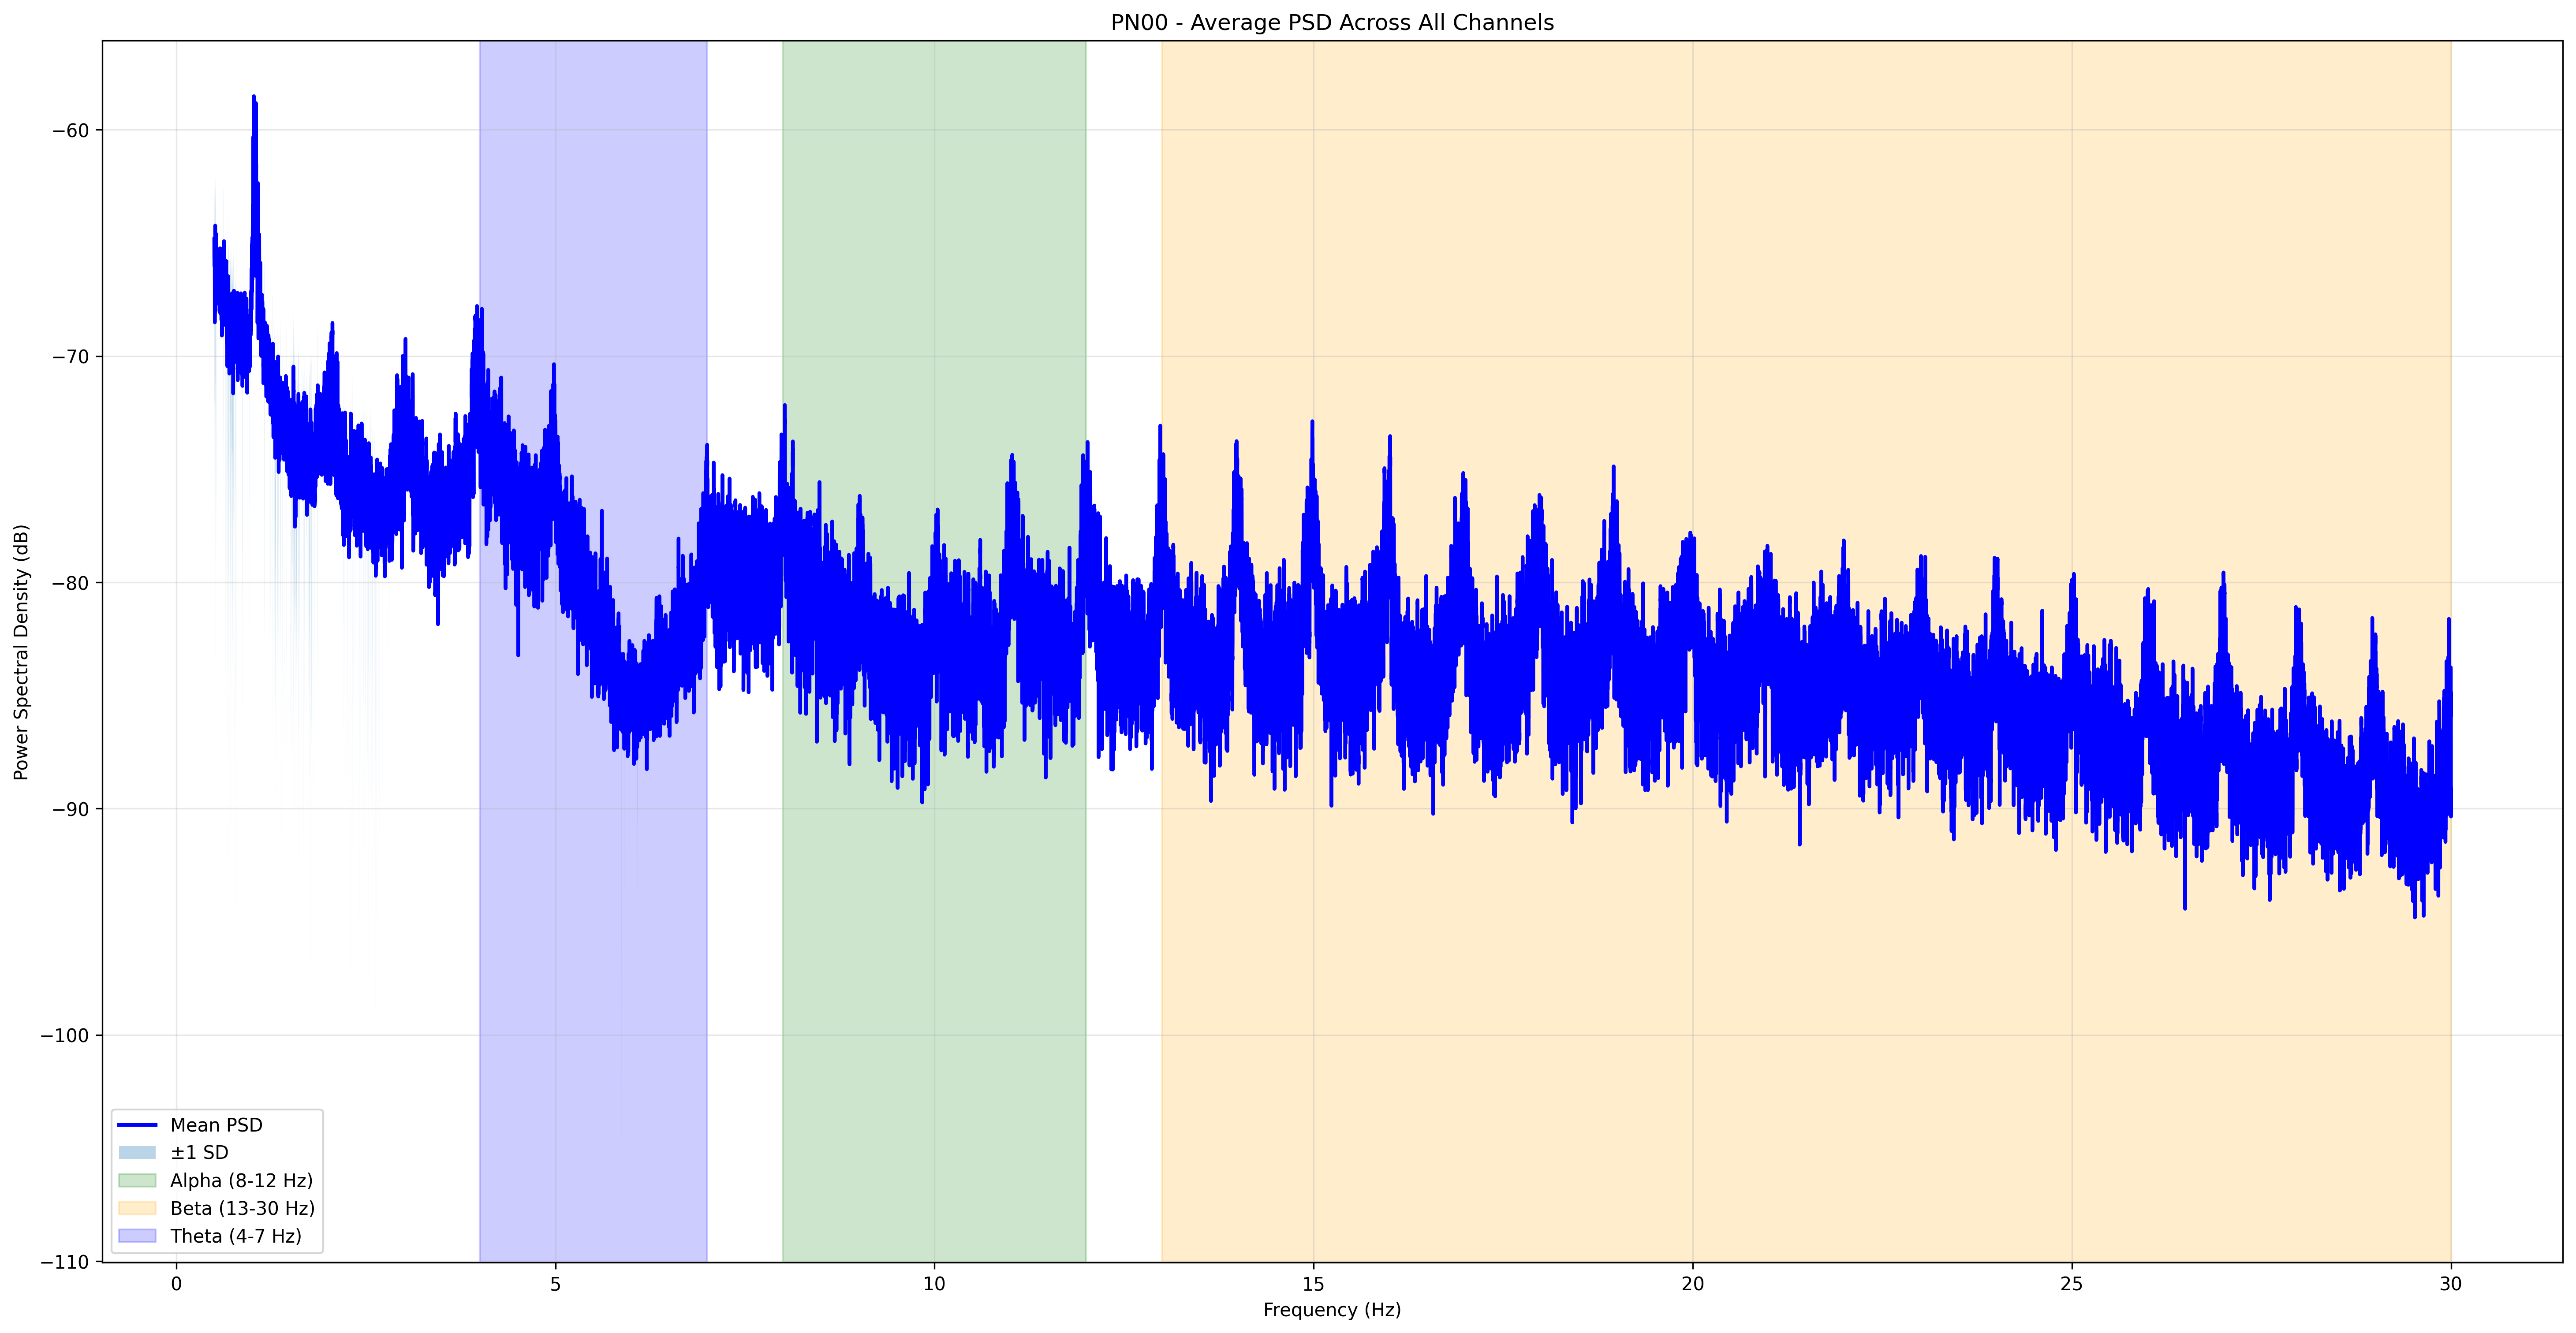 PN00 - Average PSD Across All Channels
Power Spectral Density (dB)
−60
−70
−80
−90
−100
−110
Mean PSD
±1 SD
Alpha (8-12 Hz)
Beta (13-30 Hz)
Theta (4-7 Hz)
0 5 10 15 20 25 30
Frequency (Hz)